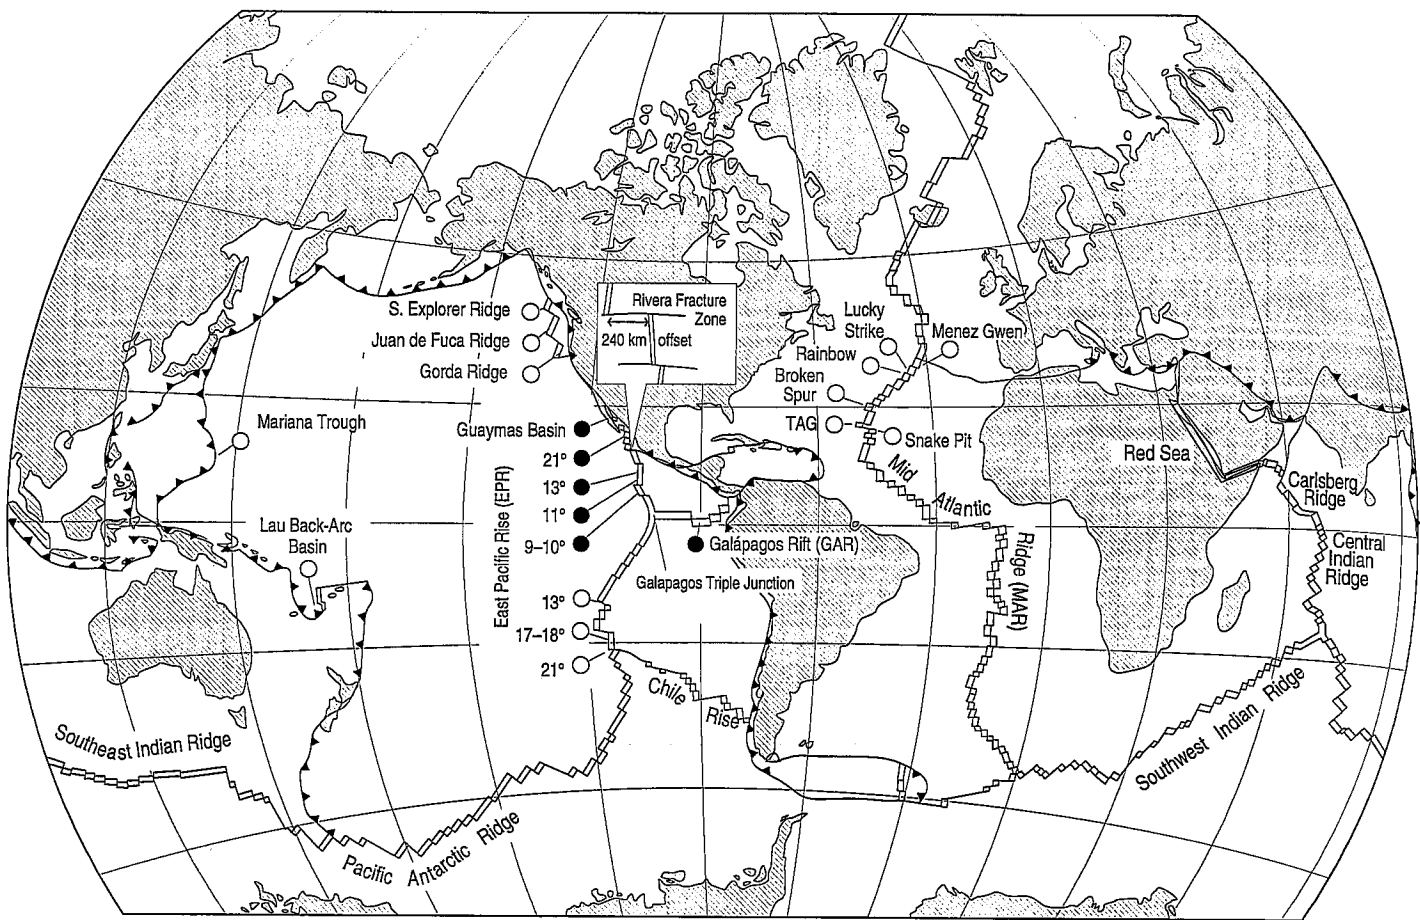 Rivera Fracture
Zone
240 km
offset
S. Explorer Ridge
Juan de Fuca Ridge
Gorda Ridge
Lucky
Strike
Menez Gwen
Rainbow
Broken
Spur
TAG
Snake Pit
Mariana Trough
Guaymas Basin
21°
13°
11°
9–10°
East Pacific Rise (EPR)
Red Sea
Mid
Atlantic
Ridge (MAR)
Carlsberg
Ridge
Central
Indian
Ridge
Lau Back-Arc
Basin
Galápagos Rift (GAR)
Galapagos Triple Junction
13°
17–18°
21°
Chile
Rise
Southeast Indian Ridge
Southwest Indian Ridge
Pacific Antarctic Ridge